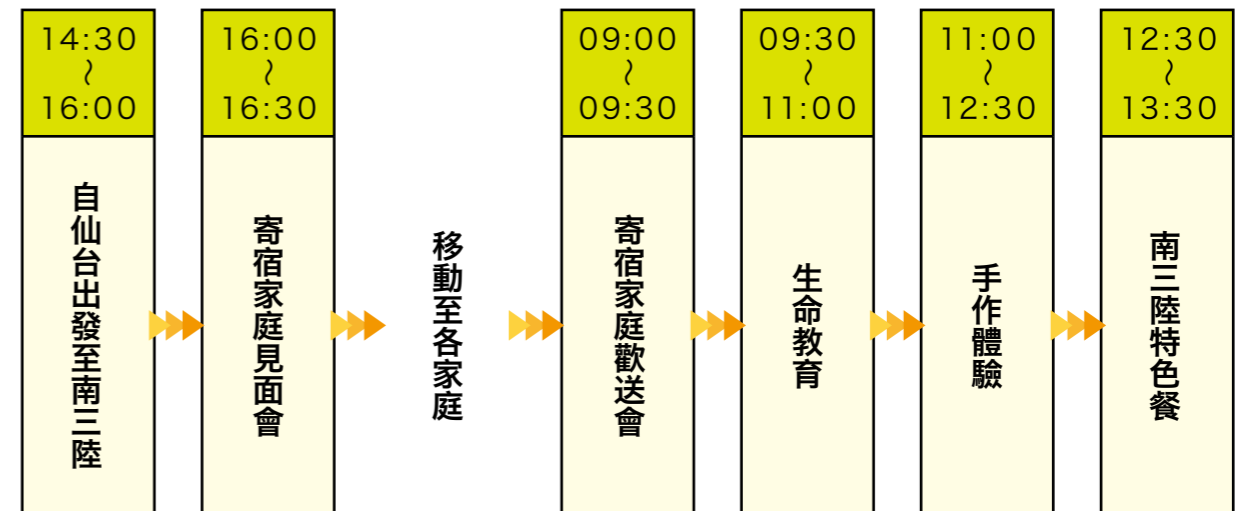 14:30
～
16:00
自仙台出發至南三陸
16:00
～
16:30
寄宿家庭見面會
移動至各家庭
09:00
～
09:30
寄宿家庭歡送會
09:30
～
11:00
生命教育
11:00
～
12:30
手作體驗
12:30
～
13:30
南三陸特色餐